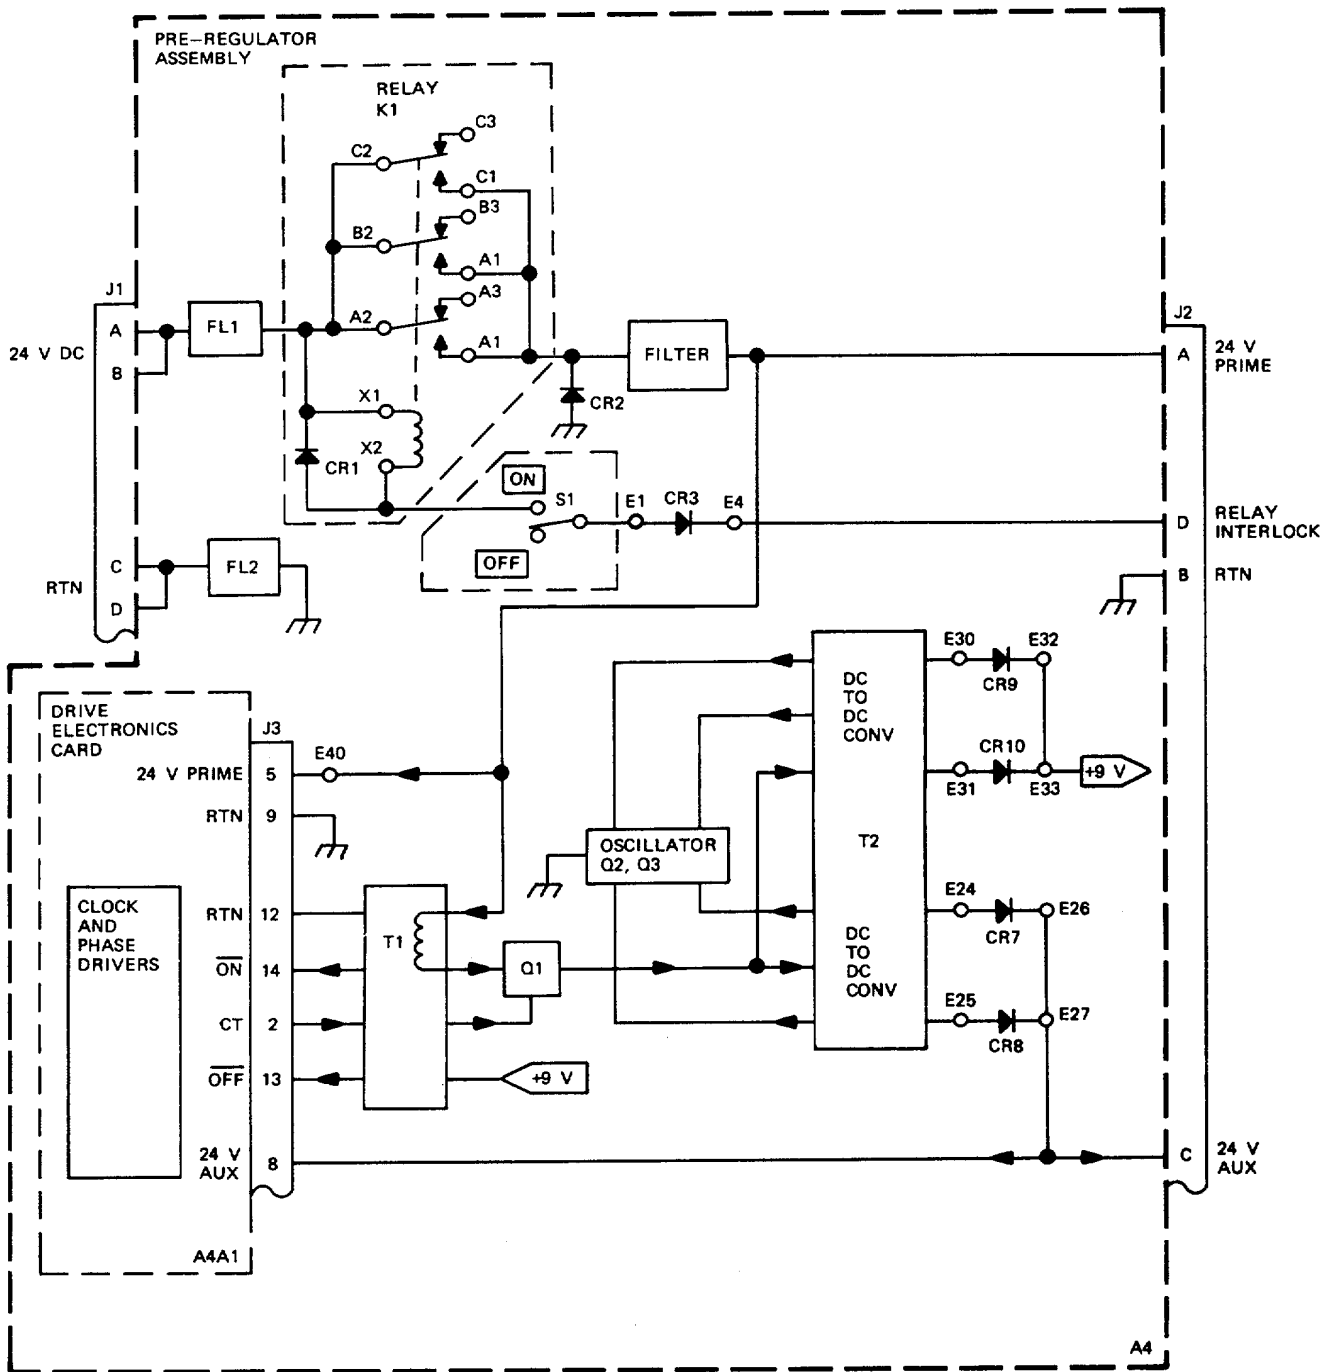 PRE-REGULATOR
ASSEMBLY
RELAY
K1
C3
C2
C1
B3
B2
A1
A3
A2
A1
J1
A
FL1
24 V DC
B
X1
X2
CR1
CR2
FILTER
J2
A
24 V
PRIME
ON
S1
E1
CR3
E4
OFF
D
RELAY
INTERLOCK
C
FL2
RTN
D
B
RTN
DRIVE
ELECTRONICS
CARD
J3
24 V PRIME
5
E40
RTN
9
CLOCK
AND
PHASE
DRIVERS
RTN
12
ON
14
CT
2
OFF
13
24 V
AUX
8
A4A1
T1
Q1
+9 V
OSCILLATOR
Q2, Q3
DC
TO
DC
CONV
T2
DC
TO
DC
CONV
E30
E32
CR9
CR10
E31
E33
+9 V
E24
E26
CR7
E25
E27
CR8
C
24 V
AUX
A4